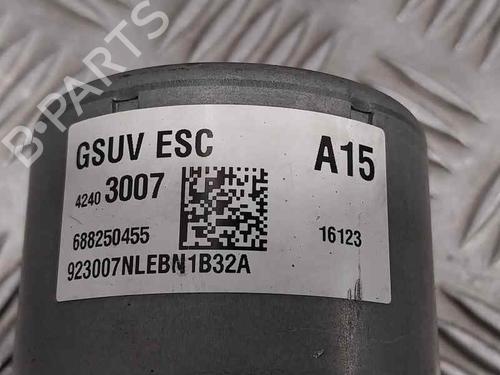 B-PARTS
GSUV ESC A15
4240 3007
688250455 16123
923007NLEBN1B32A